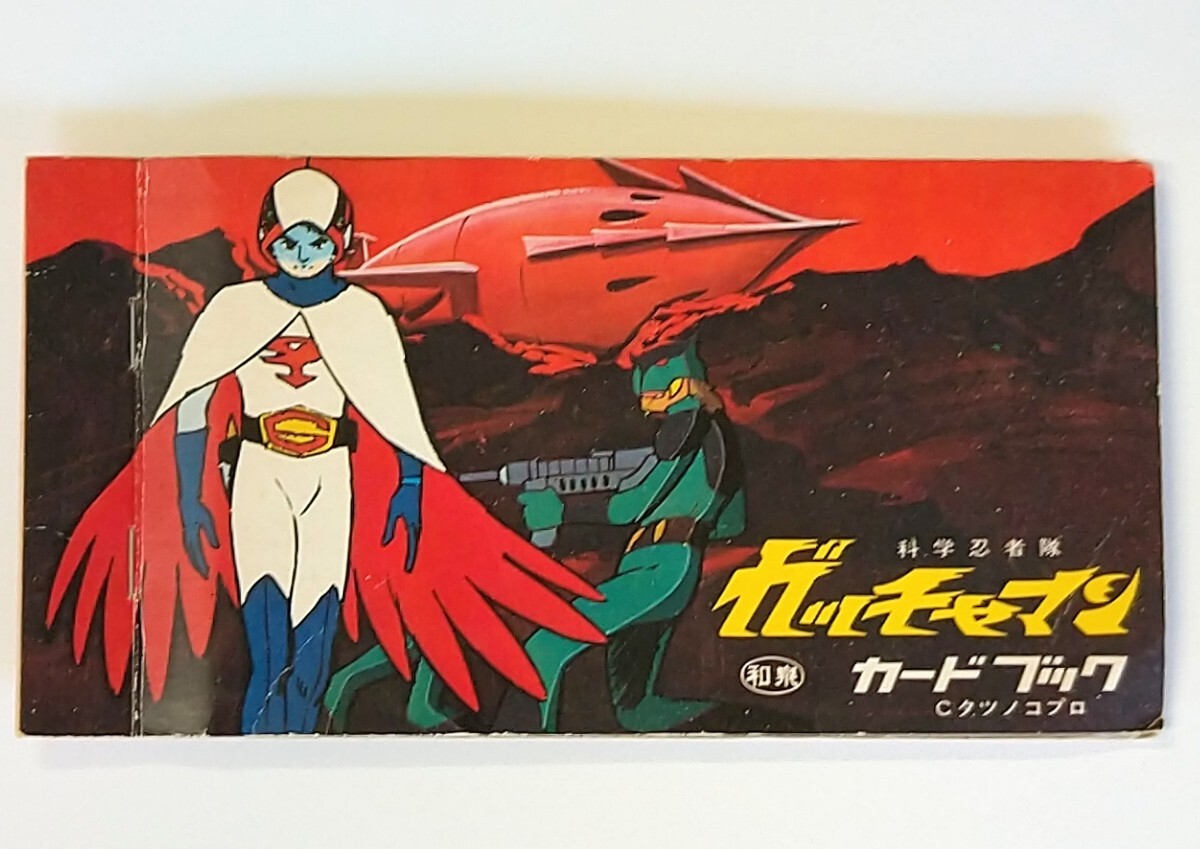 科学忍者隊
ガッチャマン
和泉
カードブック
Cタツノコプロ
G